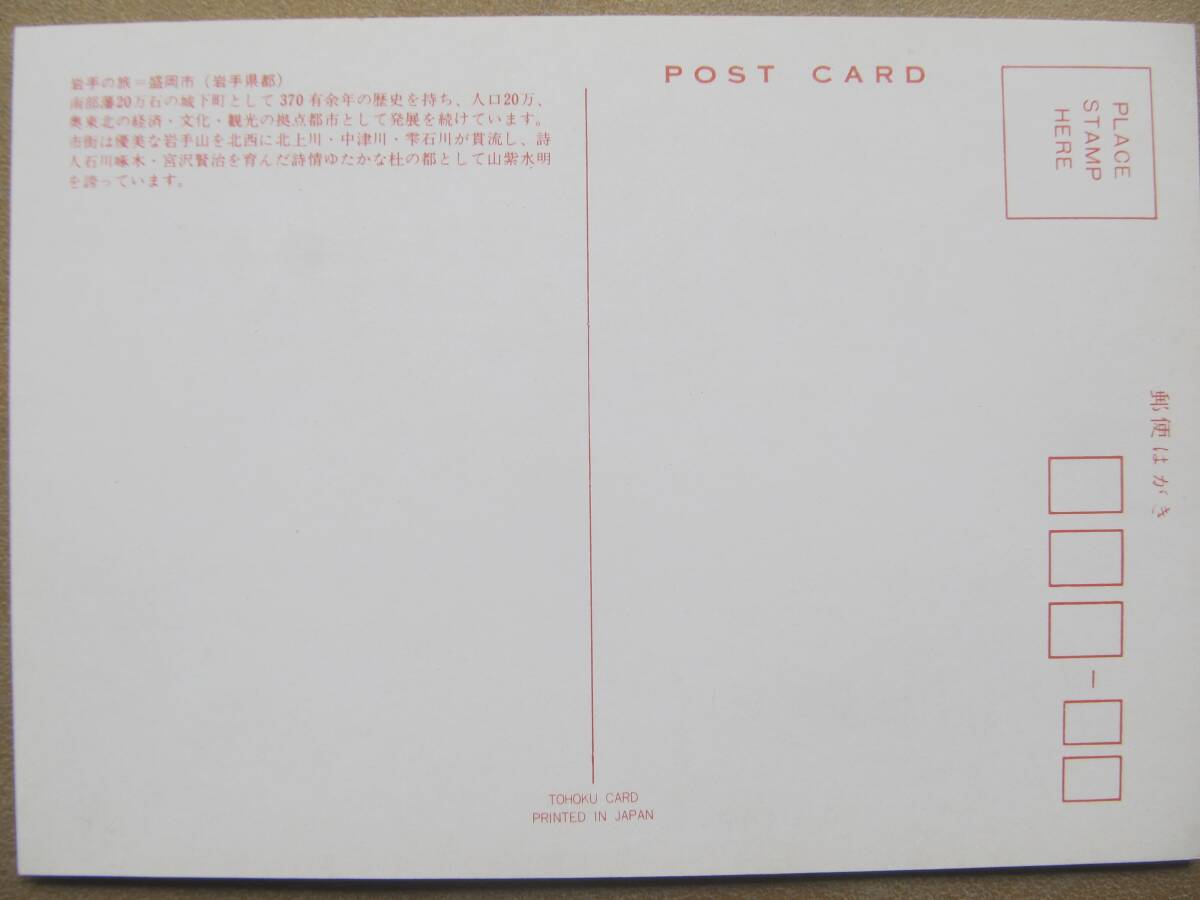 岩手の旅＝盛岡市（岩手県都）
南部藩20万石の城下町として370有余年の歴史を持ち、人口20万、
奥東北の経済・文化・観光の拠点都市として発展を続けています。
市街は優美な岩手山を北西に北上川・中津川・雫石川が貫流し、詩
人石川啄木・宮沢賢治を育んだ詩情ゆたかな杜の都として山紫水明
を誇っています。
POST CARD
PLACE
STAMP
HERE
郵便はがき
TOHOKU CARD
PRINTED IN JAPAN